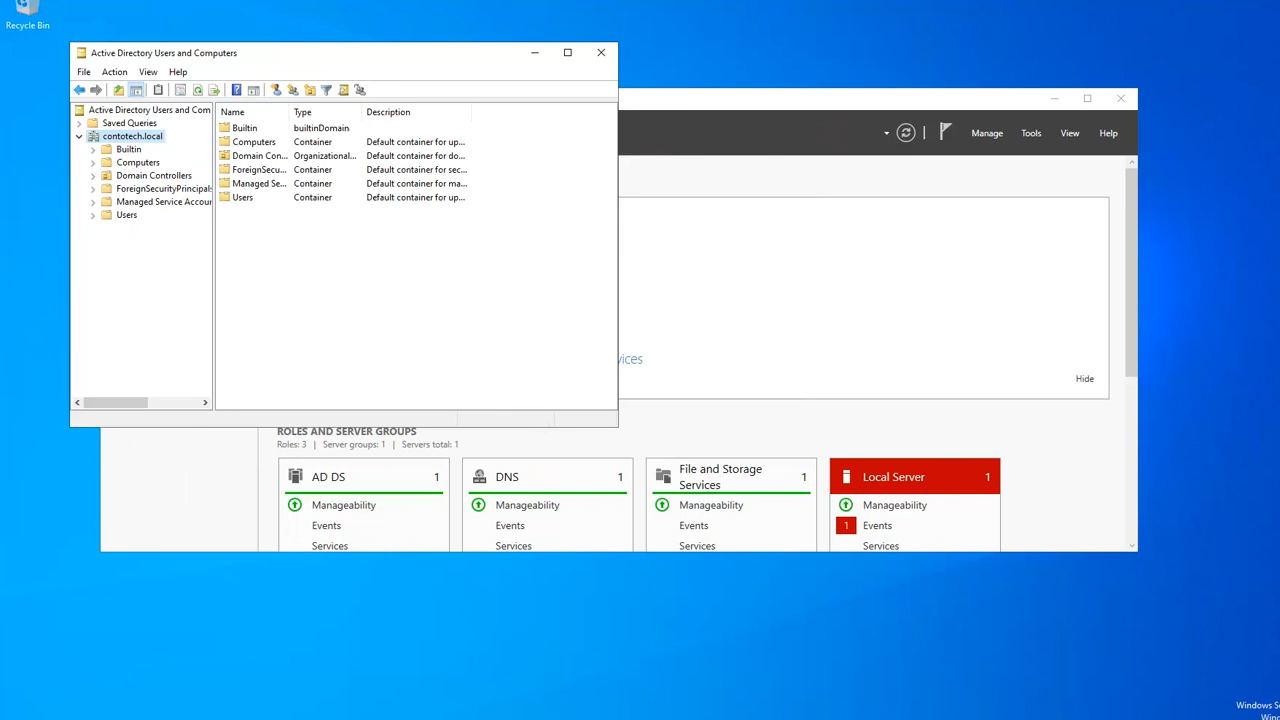 Recycle Bin
Active Directory Users and Computers
File Action View Help
Active Directory Users and Com
Saved Queries
contotech.local
Builtin
Computers
Domain Controllers
ForeignSecurityPrincipals
Managed Service Accou
Users
Name Type Description
Builtin builtinDomain
Computers Container Default container for up...
Domain Con... Organizational... Default container for do...
ForeignSecu... Container Default container for sec...
Managed Se... Container Default container for ma...
Users Container Default container for up...
Manage Tools View Help
vices
Hide
ROLES AND SERVER GROUPS
Roles: 3 | Server groups: 1 | Servers total: 1
AD DS 1
Manageability
Events
Services
DNS 1
Manageability
Events
Services
File and Storage
Services 1
Manageability
Events
Services
Local Server 1
Manageability
1 Events
Services
Windows Se